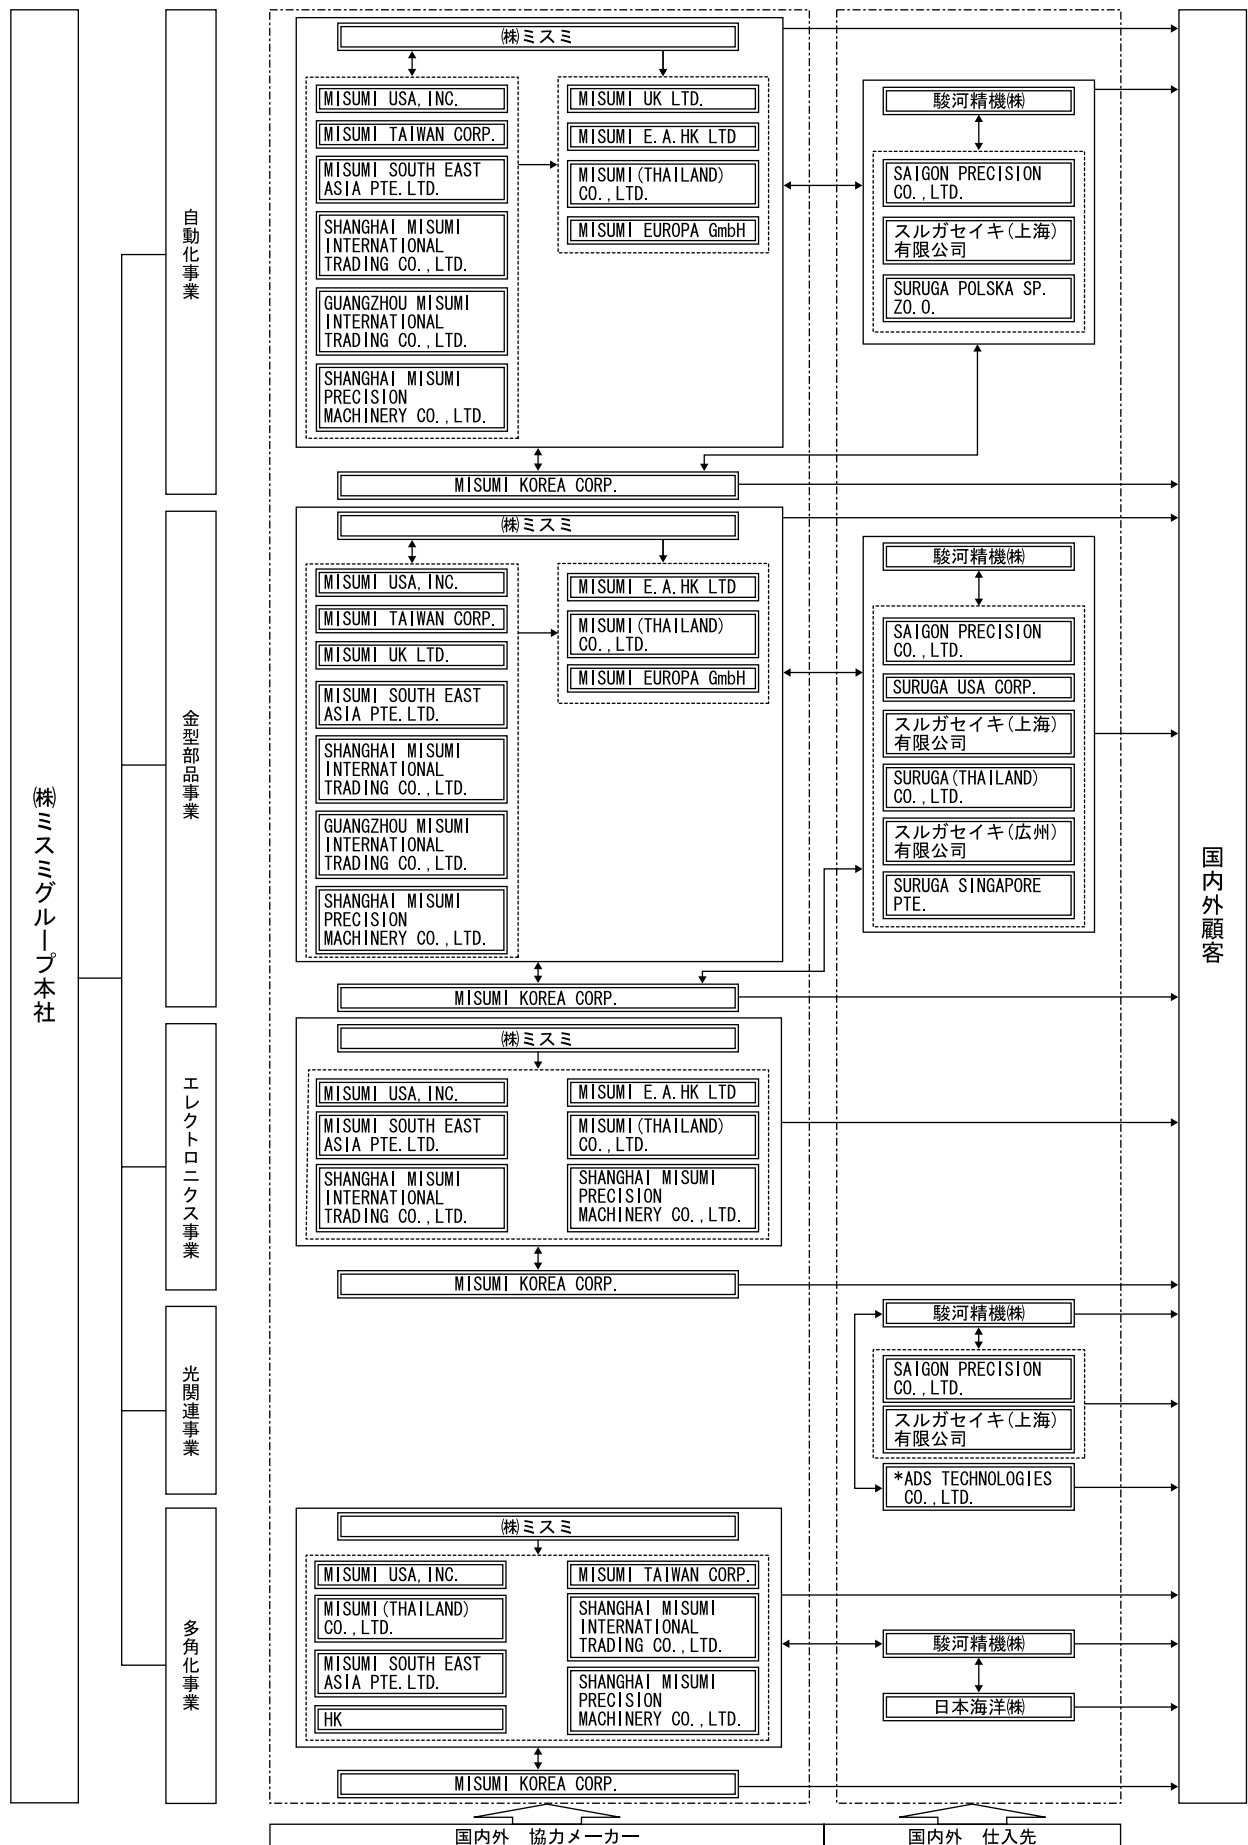 ㈱ミスミグループ本社
自動化事業
㈱ミスミ
MISUMI USA, INC.
MISUMI TAIWAN CORP.
MISUMI SOUTH EAST
ASIA PTE. LTD.
SHANGHAI MISUMI
INTERNATIONAL
TRADING CO., LTD.
GUANGZHOU MISUMI
INTERNATIONAL
TRADING CO., LTD.
SHANGHAI MISUMI
PRECISION
MACHINERY CO., LTD.
MISUMI UK LTD.
MISUMI E. A. HK LTD
MISUMI (THAILAND)
CO., LTD.
MISUMI EUROPA GmbH
駿河精機㈱
SAIGON PRECISION
CO., LTD.
スルガセイキ(上海)
有限公司
SURUGA POLSKA SP.
ZO. O.
MISUMI KOREA CORP.
金型部品事業
㈱ミスミ
MISUMI USA, INC.
MISUMI TAIWAN CORP.
MISUMI UK LTD.
MISUMI SOUTH EAST
ASIA PTE. LTD.
SHANGHAI MISUMI
INTERNATIONAL
TRADING CO., LTD.
GUANGZHOU MISUMI
INTERNATIONAL
TRADING CO., LTD.
SHANGHAI MISUMI
PRECISION
MACHINERY CO., LTD.
MISUMI E. A. HK LTD
MISUMI (THAILAND)
CO., LTD.
MISUMI EUROPA GmbH
駿河精機㈱
SAIGON PRECISION
CO., LTD.
SURUGA USA CORP.
スルガセイキ(上海)
有限公司
SURUGA (THAILAND)
CO., LTD.
スルガセイキ(広州)
有限公司
SURUGA SINGAPORE
PTE.
MISUMI KOREA CORP.
エレクトロニクス事業
㈱ミスミ
MISUMI USA, INC.
MISUMI SOUTH EAST
ASIA PTE. LTD.
SHANGHAI MISUMI
INTERNATIONAL
TRADING CO., LTD.
MISUMI E. A. HK LTD
MISUMI (THAILAND)
CO., LTD.
SHANGHAI MISUMI
PRECISION
MACHINERY CO., LTD.
MISUMI KOREA CORP.
光関連事業
駿河精機㈱
SAIGON PRECISION
CO., LTD.
スルガセイキ(上海)
有限公司
*ADS TECHNOLOGIES
CO., LTD.
多角化事業
㈱ミスミ
MISUMI USA, INC.
MISUMI (THAILAND)
CO., LTD.
MISUMI SOUTH EAST
ASIA PTE. LTD.
HK
MISUMI TAIWAN CORP.
SHANGHAI MISUMI
INTERNATIONAL
TRADING CO., LTD.
SHANGHAI MISUMI
PRECISION
MACHINERY CO., LTD.
駿河精機㈱
日本海洋㈱
MISUMI KOREA CORP.
国内外顧客
国内外 協力メーカー
国内外 仕入先